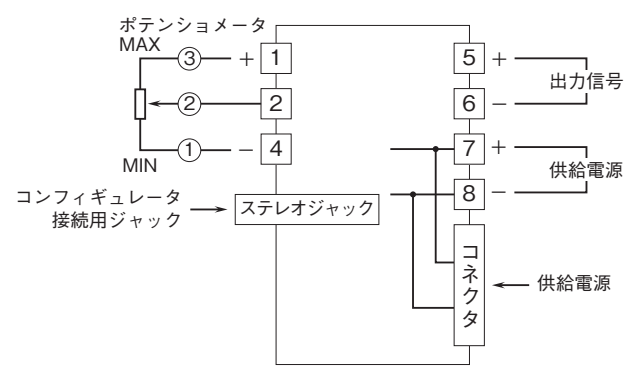 ポテンショメータ
MAX
③ + 1
② 2
① − 4
MIN
コンフィギュレータ
接続用ジャック
ステレオジャック
5 +
出力信号
6 −
7 +
供給電源
8 −
コネクタ
供給電源